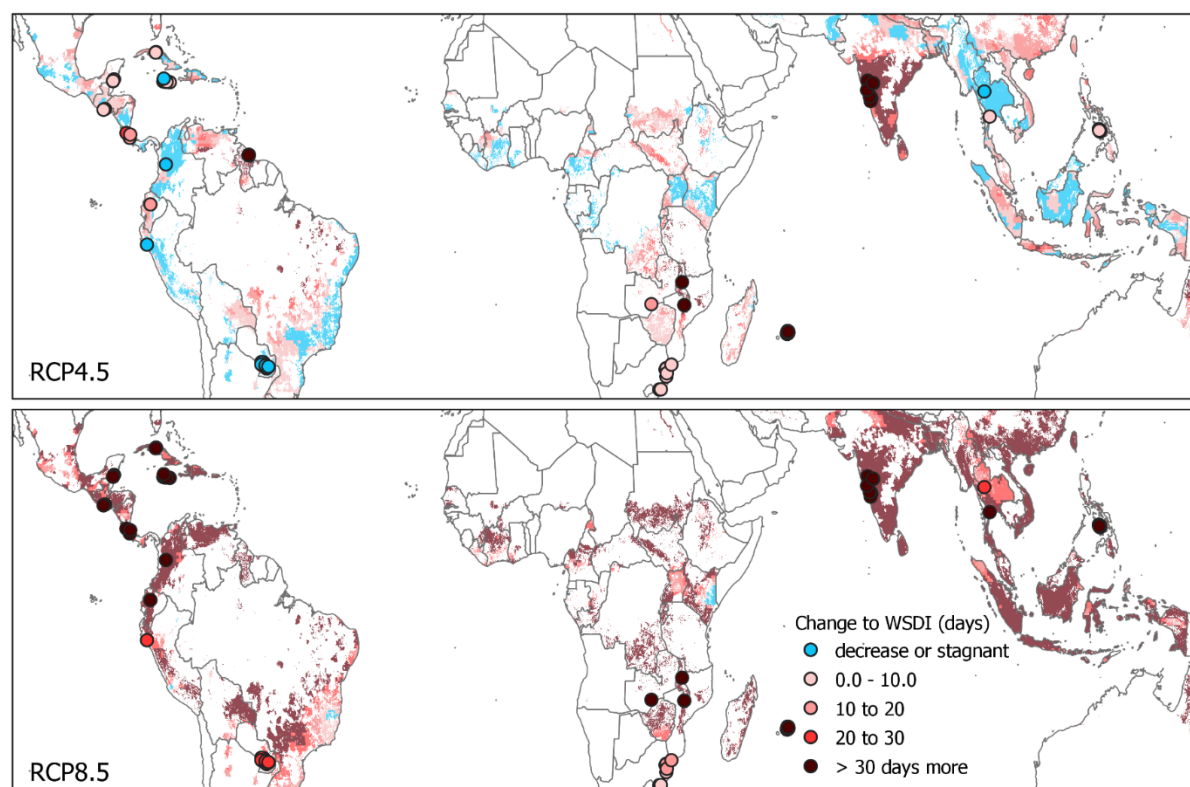 RCP4.5
Change to WSDI (days)
decrease or stagnant
0.0 - 10.0
10 to 20
20 to 30
> 30 days more
RCP8.5